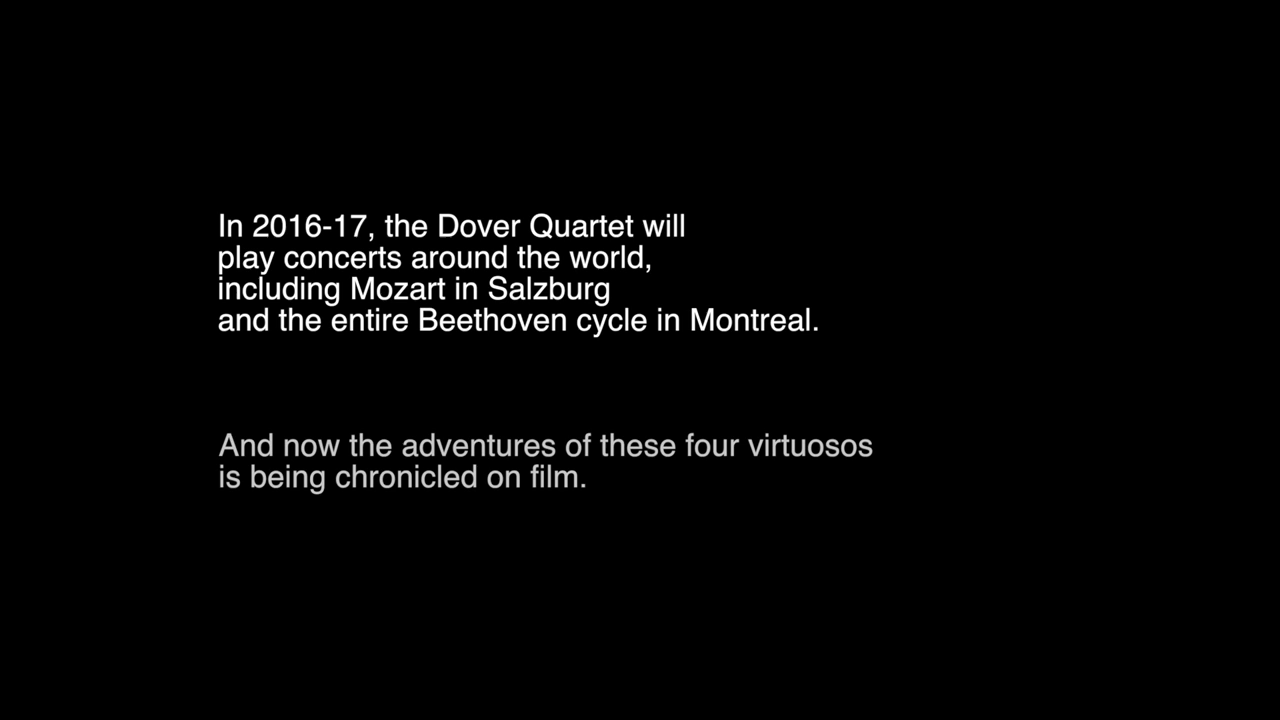 In 2016-17, the Dover Quartet will
play concerts around the world,
including Mozart in Salzburg
and the entire Beethoven cycle in Montreal.
And now the adventures of these four virtuosos
is being chronicled on film.